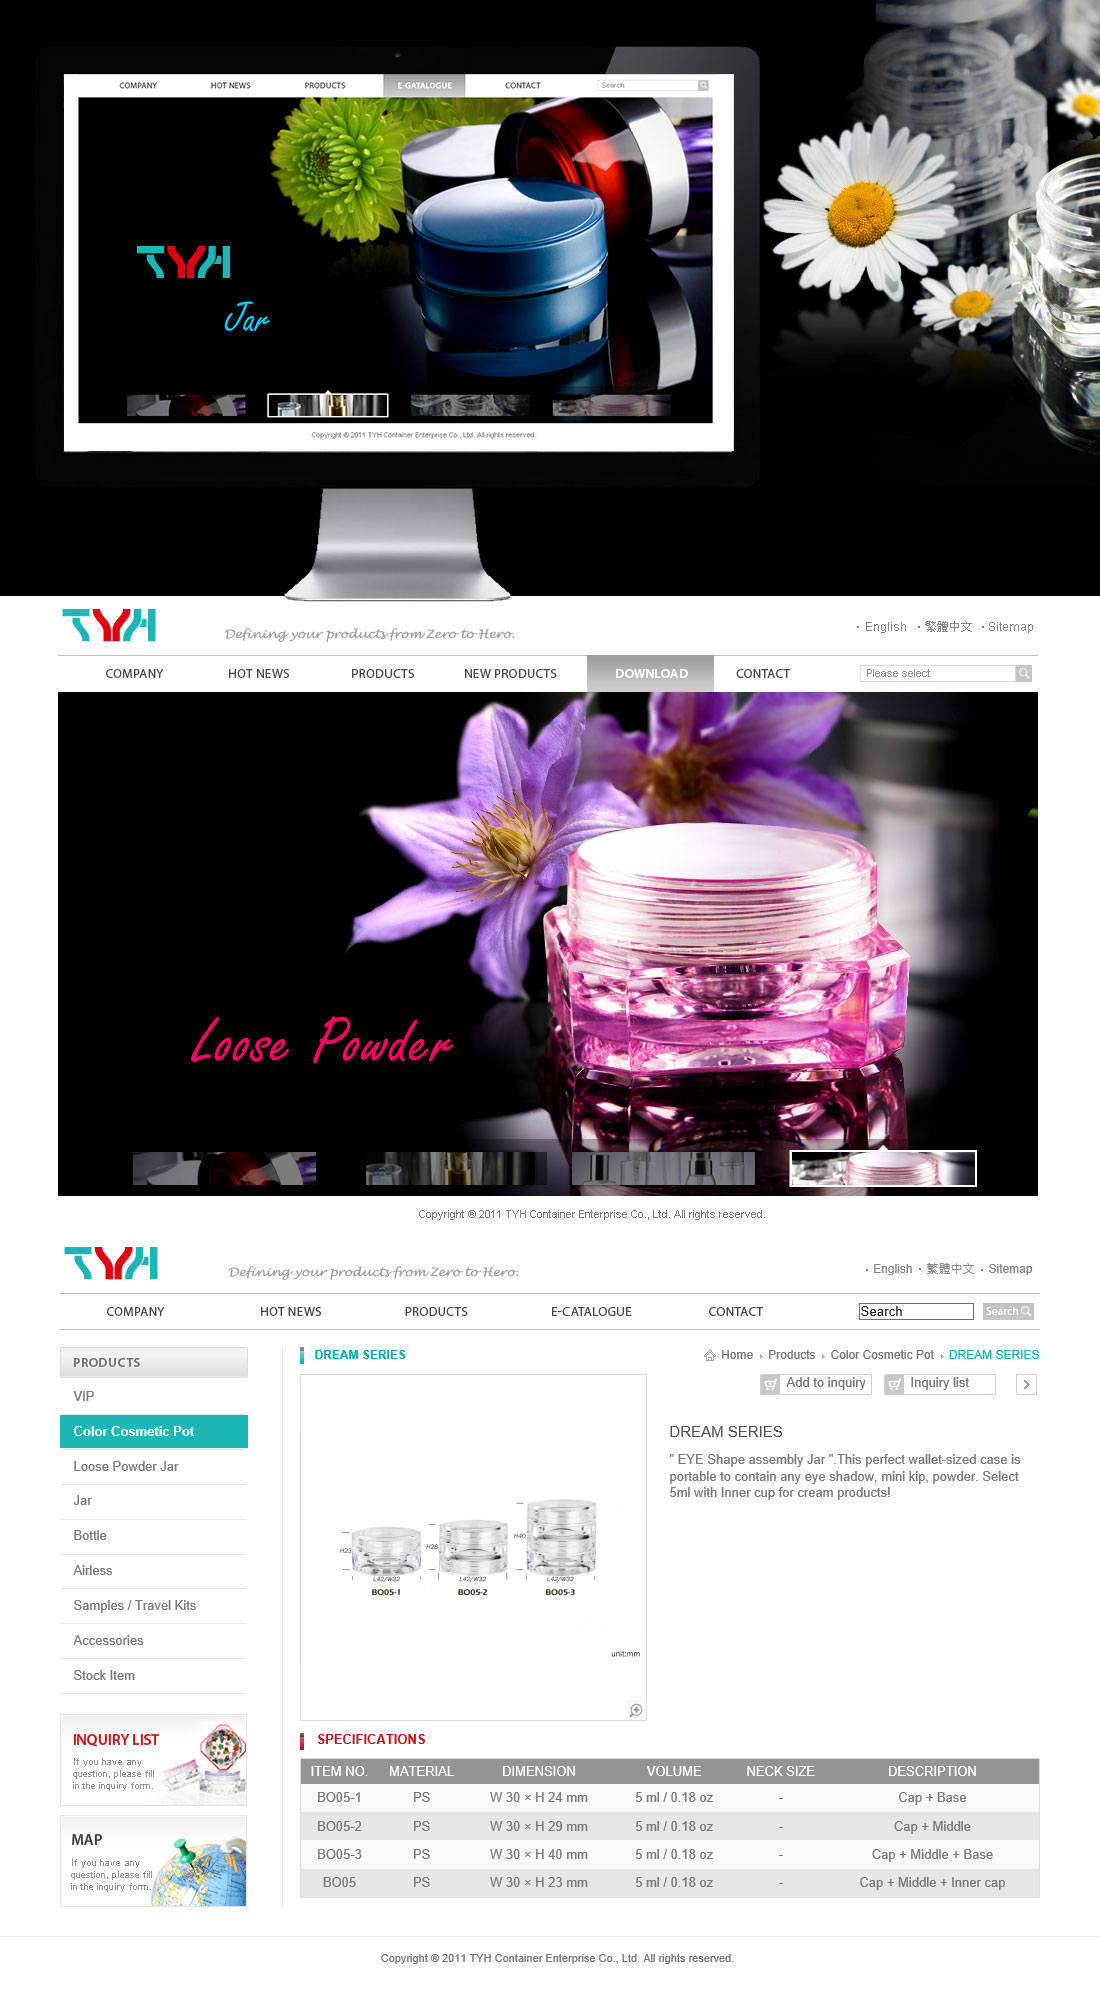 COMPANY HOT NEWS PRODUCTS E-GATALOGUE CONTACT Search
TYH
Jar
Copyright ® 2011 TYH Container Enterprise Co., Ltd. All rights reserved.
TYH Defining your products from Zero to Hero. · English · 繁體中文 · Sitemap
COMPANY HOT NEWS PRODUCTS NEW PRODUCTS DOWNLOAD CONTACT Please select
Loose Powder
Copyright ® 2011 TYH Container Enterprise Co., Ltd. All rights reserved.
TYH Defining your products from Zero to Hero. · English · 繁體中文 · Sitemap
COMPANY HOT NEWS PRODUCTS E-CATALOGUE CONTACT Search Search
PRODUCTS
VIP
Color Cosmetic Pot
Loose Powder Jar
Jar
Bottle
Airless
Samples / Travel Kits
Accessories
Stock Item
INQUIRY LIST
If you have any
question, please fill
in the inquiry form.
MAP
If you have any
question, please fill
in the inquiry form.
DREAM SERIES
Home Products Color Cosmetic Pot DREAM SERIES
Add to inquiry Inquiry list
H23 H28 H40
L42/W32 L42/W32 L42/W32
BO05-1 BO05-2 BO05-3
unit:mm
DREAM SERIES
" EYE Shape assembly Jar ".This perfect wallet-sized case is
portable to contain any eye shadow, mini kip, powder. Select
5ml with Inner cup for cream products!
SPECIFICATIONS
ITEM NO. MATERIAL DIMENSION VOLUME NECK SIZE DESCRIPTION
BO05-1 PS W 30 × H 24 mm 5 ml / 0.18 oz - Cap + Base
BO05-2 PS W 30 × H 29 mm 5 ml / 0.18 oz - Cap + Middle
BO05-3 PS W 30 × H 40 mm 5 ml / 0.18 oz - Cap + Middle + Base
BO05 PS W 30 × H 23 mm 5 ml / 0.18 oz - Cap + Middle + Inner cap
Copyright ® 2011 TYH Container Enterprise Co., Ltd. All rights reserved.